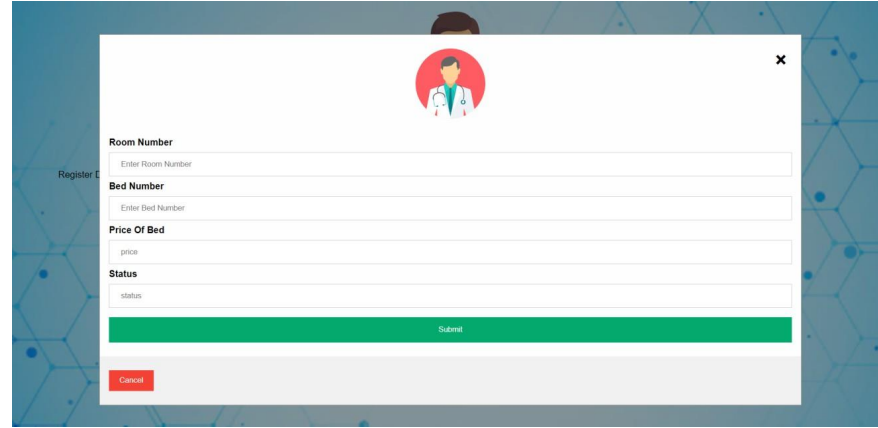 Room Number
Enter Room Number
Register D
Bed Number
Enter Bed Number
Price Of Bed
price
Status
status
Submit
Cancel